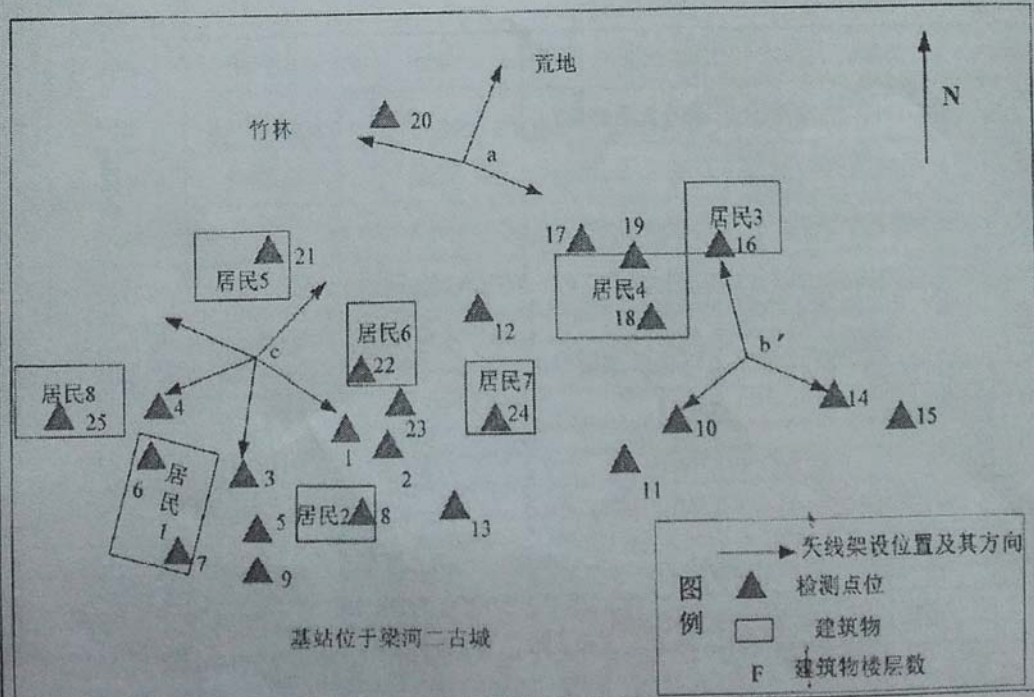 荒地
N
20
竹林
a
居民3
17
19
16
21
居民5
居民4
12
18
居民6
c
b′
22
居民8
居民7
14
4
25
24
23
10
15
1
2
6
居民1
3
11
居民2
8
13
5
7
9
天线架设位置及其方向
图例
检测点位
建筑物
基站位于梁河二古城
F
建筑物楼层数